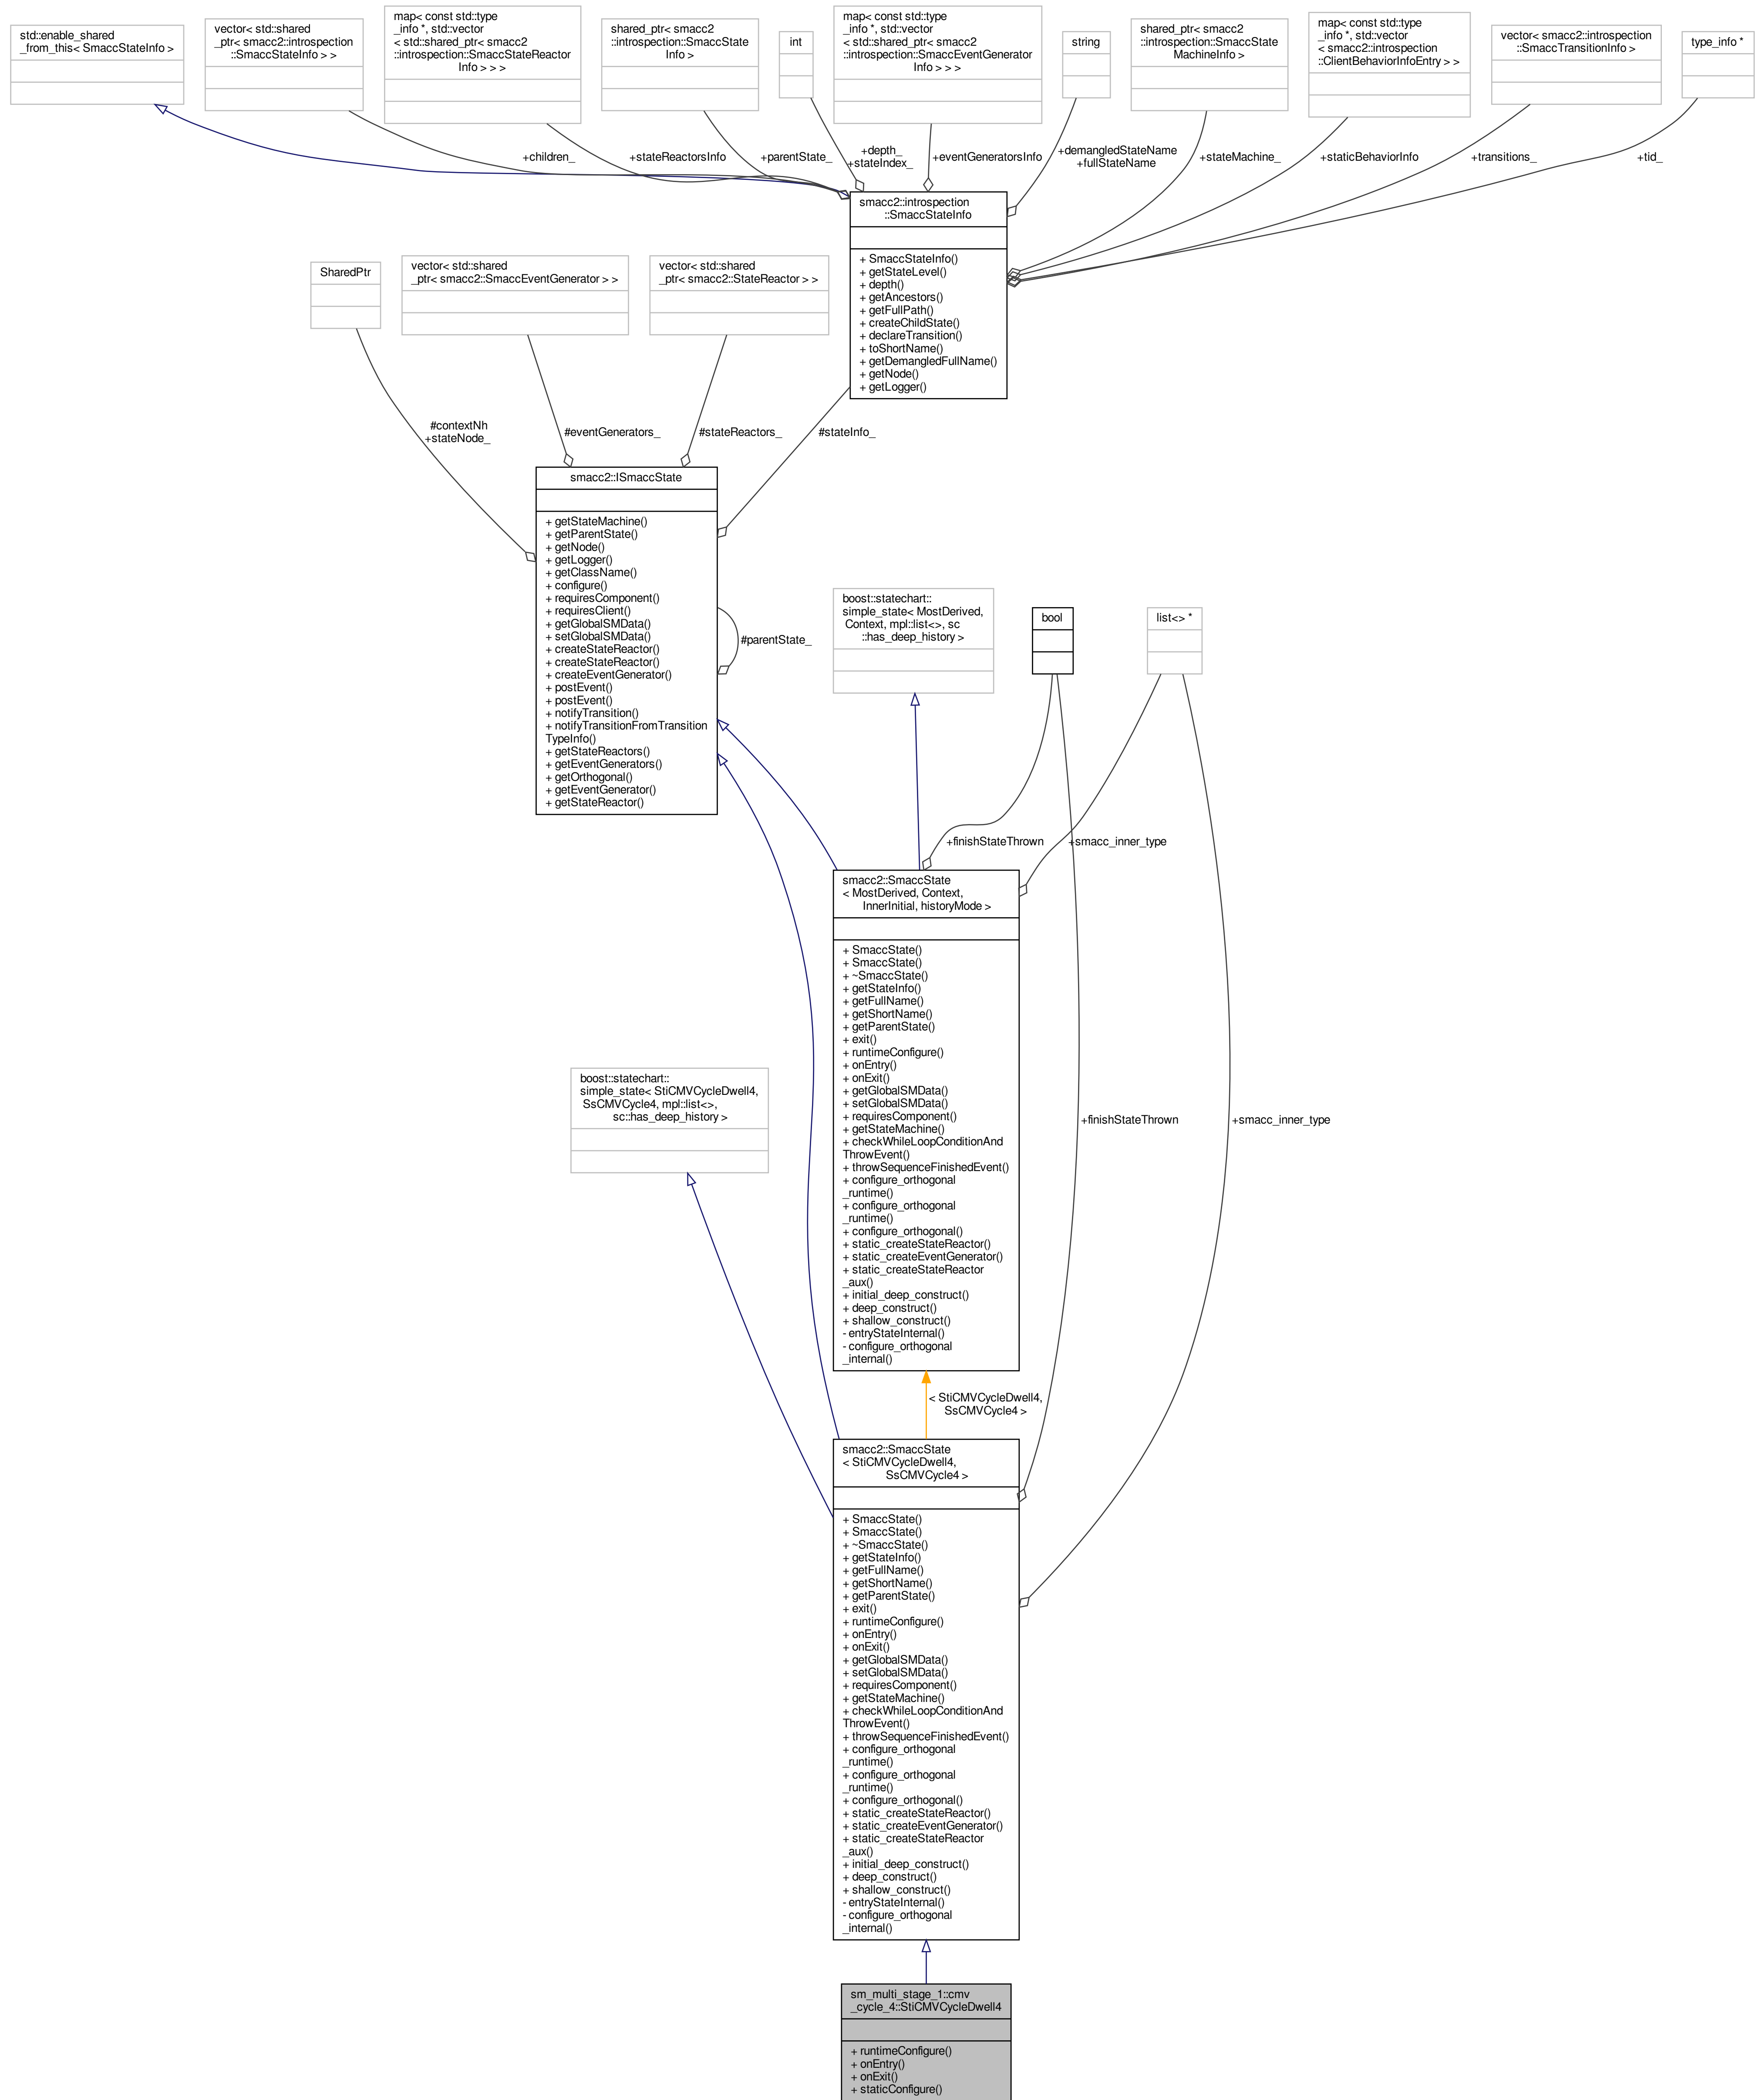 std::enable_shared
_from_this< SmaccStateInfo >
vector< std::shared
_ptr< smacc2::introspection
::SmaccStateInfo > >
map< const std::type
_info *, std::vector
< std::shared_ptr< smacc2
::introspection::SmaccStateReactor
Info > > >
shared_ptr< smacc2
::introspection::SmaccState
Info >
int
map< const std::type
_info *, std::vector
< std::shared_ptr< smacc2
::introspection::SmaccEventGenerator
Info > > >
string
shared_ptr< smacc2
::introspection::SmaccState
MachineInfo >
map< const std::type
_info *, std::vector
< smacc2::introspection
::ClientBehaviorInfoEntry > >
vector< smacc2::introspection
::SmaccTransitionInfo >
type_info *
+children_
+stateReactorsInfo
+parentState_
+depth_
+stateIndex_
+eventGeneratorsInfo
+demangledStateName
+fullStateName
+stateMachine_
+staticBehaviorInfo
+transitions_
+tid_
smacc2::introspection
::SmaccStateInfo
+ SmaccStateInfo()
+ getStateLevel()
+ depth()
+ getAncestors()
+ getFullPath()
+ createChildState()
+ declareTransition()
+ toShortName()
+ getDemangledFullName()
+ getNode()
+ getLogger()
SharedPtr
vector< std::shared
_ptr< smacc2::SmaccEventGenerator > >
vector< std::shared
_ptr< smacc2::StateReactor > >
#contextNh
+stateNode_
#eventGenerators_
#stateReactors_
#stateInfo_
smacc2::ISmaccState
+ getStateMachine()
+ getParentState()
+ getNode()
+ getLogger()
+ getClassName()
+ configure()
+ requiresComponent()
+ requiresClient()
+ getGlobalSMData()
+ setGlobalSMData()
+ createStateReactor()
+ createStateReactor()
+ createEventGenerator()
+ postEvent()
+ postEvent()
+ notifyTransition()
+ notifyTransitionFromTransition
TypeInfo()
+ getStateReactors()
+ getEventGenerators()
+ getOrthogonal()
+ getEventGenerator()
+ getStateReactor()
#parentState_
boost::statechart::
simple_state< MostDerived,
Context, mpl::list<>, sc
::has_deep_history >
bool
list<> *
+finishStateThrown
+smacc_inner_type
smacc2::SmaccState
< MostDerived, Context,
InnerInitial, historyMode >
+ SmaccState()
+ SmaccState()
+ ~SmaccState()
+ getStateInfo()
+ getFullName()
+ getShortName()
+ getParentState()
+ exit()
+ runtimeConfigure()
+ onEntry()
+ onExit()
+ getGlobalSMData()
+ setGlobalSMData()
+ requiresComponent()
+ getStateMachine()
+ checkWhileLoopConditionAnd
ThrowEvent()
+ throwSequenceFinishedEvent()
+ configure_orthogonal
_runtime()
+ configure_orthogonal
_runtime()
+ configure_orthogonal()
+ static_createStateReactor()
+ static_createEventGenerator()
+ static_createStateReactor
_aux()
+ initial_deep_construct()
+ deep_construct()
+ shallow_construct()
- entryStateInternal()
- configure_orthogonal
_internal()
boost::statechart::
simple_state< StiCMVCycleDwell4,
SsCMVCycle4, mpl::list<>,
sc::has_deep_history >
+finishStateThrown
+smacc_inner_type
< StiCMVCycleDwell4,
SsCMVCycle4 >
smacc2::SmaccState
< StiCMVCycleDwell4,
SsCMVCycle4 >
+ SmaccState()
+ SmaccState()
+ ~SmaccState()
+ getStateInfo()
+ getFullName()
+ getShortName()
+ getParentState()
+ exit()
+ runtimeConfigure()
+ onEntry()
+ onExit()
+ getGlobalSMData()
+ setGlobalSMData()
+ requiresComponent()
+ getStateMachine()
+ checkWhileLoopConditionAnd
ThrowEvent()
+ throwSequenceFinishedEvent()
+ configure_orthogonal
_runtime()
+ configure_orthogonal
_runtime()
+ configure_orthogonal()
+ static_createStateReactor()
+ static_createEventGenerator()
+ static_createStateReactor
_aux()
+ initial_deep_construct()
+ deep_construct()
+ shallow_construct()
- entryStateInternal()
- configure_orthogonal
_internal()
sm_multi_stage_1::cmv
_cycle_4::StiCMVCycleDwell4
+ runtimeConfigure()
+ onEntry()
+ onExit()
+ staticConfigure()